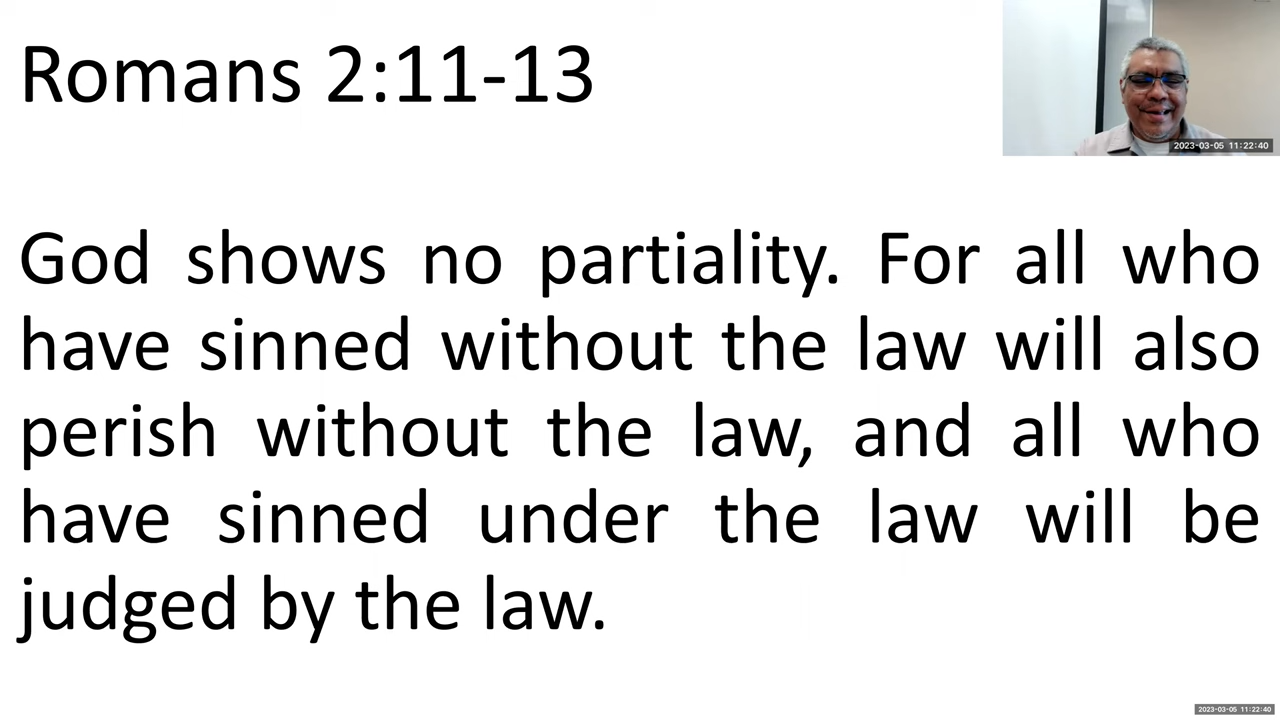 Romans 2:11-13
2023-03-05 11:22:40
God shows no partiality. For all who
have sinned without the law will also
perish without the law, and all who
have sinned under the law will be
judged by the law.
2023-03-05 11:22:40